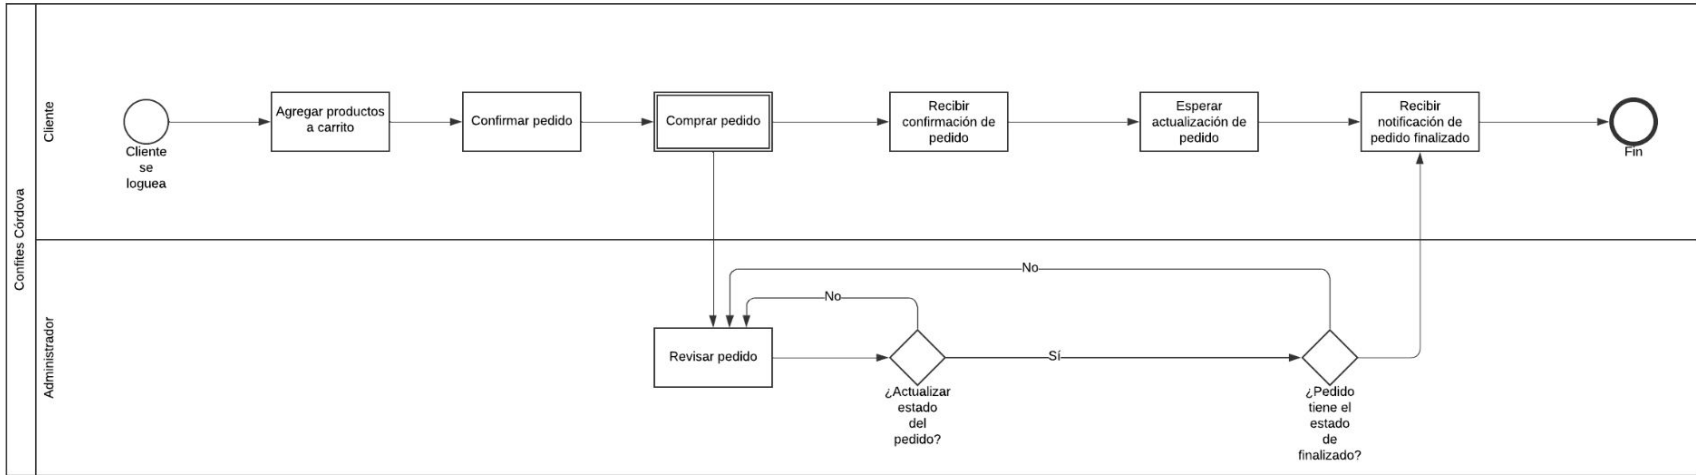 Confites Córdova
Cliente
Cliente
se
loguea
Agregar productos
a carrito
Confirmar pedido
Comprar pedido
Recibir
confirmación de
pedido
Esperar
actualización de
pedido
Recibir
notificación de
pedido finalizado
Fin
Administrador
No
No
Revisar pedido
Sí
¿Actualizar
estado
del
pedido?
¿Pedido
tiene el
estado
de
finalizado?